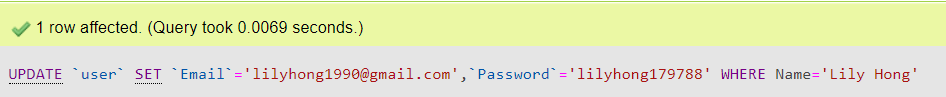 1 row affected. (Query took 0.0069 seconds.)
UPDATE `user` SET `Email`='lilyhong1990@gmail.com',`Password`='lilyhong179788' WHERE Name='Lily Hong'